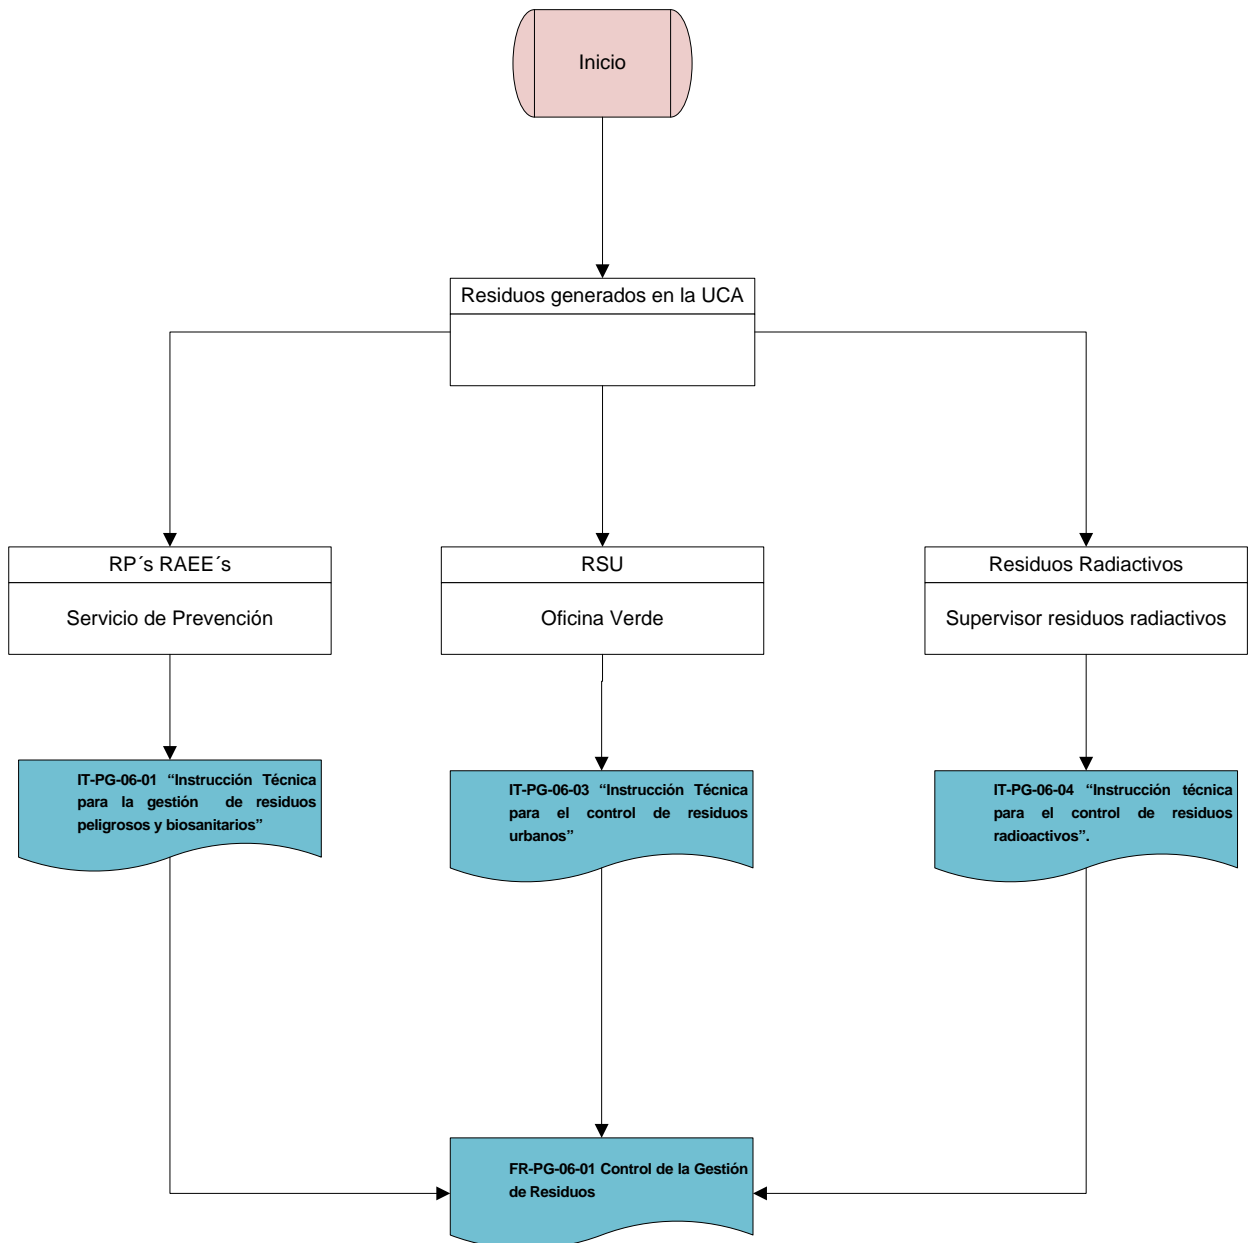 Inicio
Residuos generados en la UCA
RP´s RAEE´s
Servicio de Prevención
RSU
Oficina Verde
Residuos Radiactivos
Supervisor residuos radiactivos
IT-PG-06-01 “Instrucción Técnica
para la gestión de residuos
peligrosos y biosanitarios”
IT-PG-06-03 “Instrucción Técnica
para el control de residuos
urbanos”
IT-PG-06-04 “Instrucción técnica
para el control de residuos
radioactivos”.
FR-PG-06-01 Control de la Gestión
de Residuos